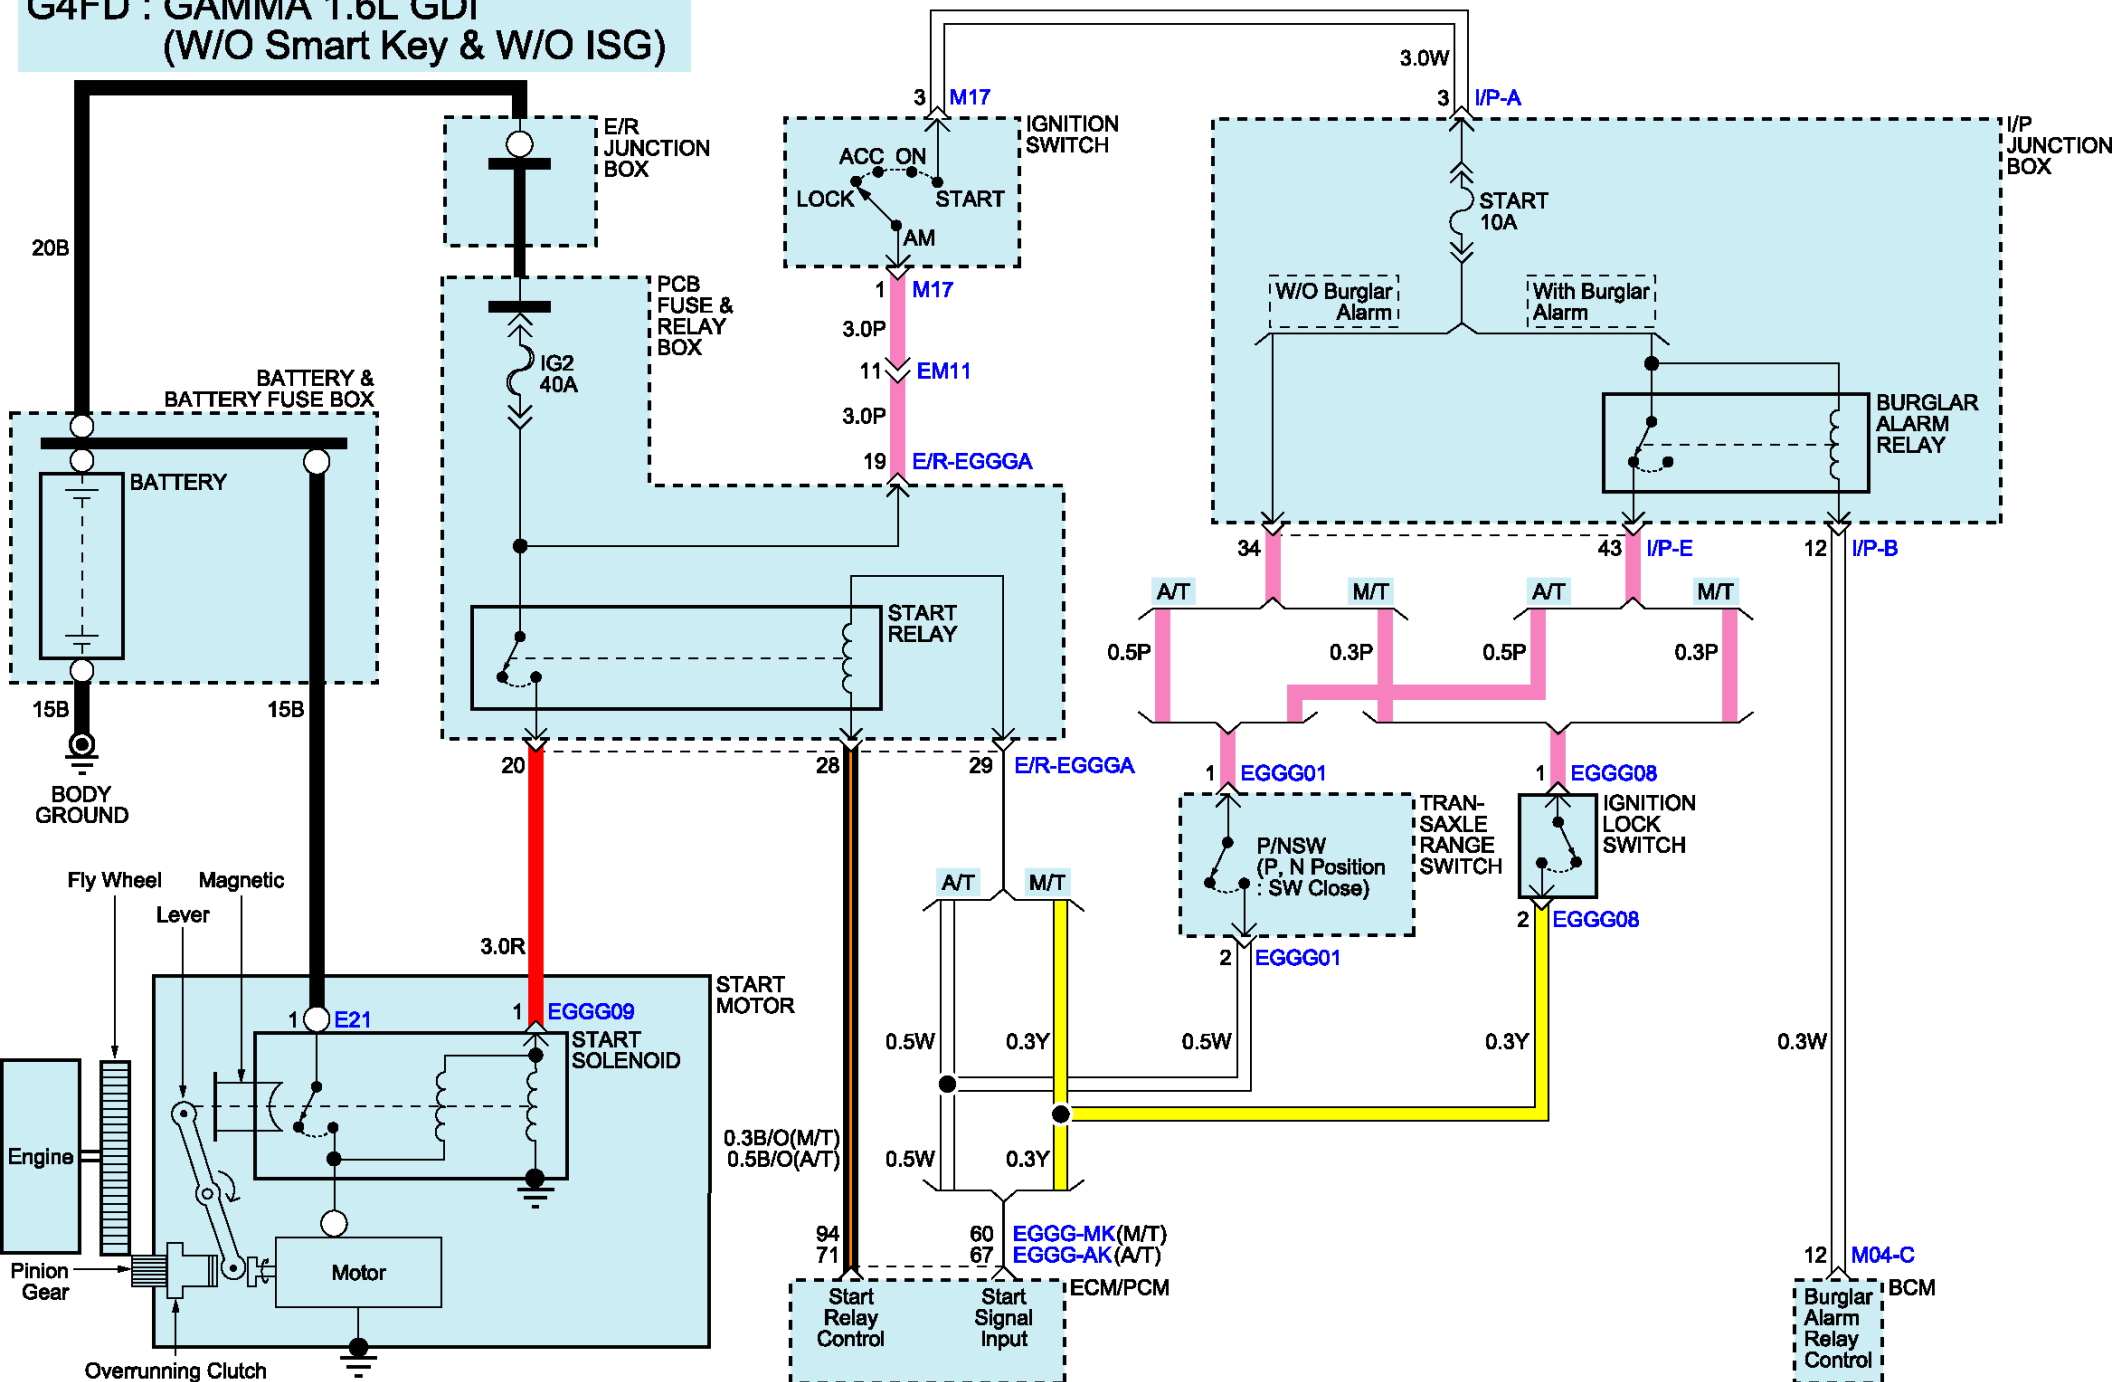 G4FD : GAMMA 1.6L GDI
(W/O Smart Key & W/O ISG)
3.0W
3 M17
3 I/P-A
E/R
JUNCTION
BOX
IGNITION
SWITCH
I/P
JUNCTION
BOX
ACC ON
LOCK
START
AM
START
10A
20B
PCB
FUSE &
RELAY
BOX
1 M17
W/O Burglar
Alarm
With Burglar
Alarm
3.0P
IG2
40A
11 EM11
BATTERY &
BATTERY FUSE BOX
3.0P
BURGLAR
ALARM
RELAY
19 E/R-EGGGA
BATTERY
34
43 I/P-E
12 I/P-B
A/T
M/T
A/T
M/T
START
RELAY
0.5P
0.3P
0.5P
0.3P
15B
15B
20
28
29 E/R-EGGGA
1 EGGG01
1 EGGG08
BODY
GROUND
TRAN-
SAXLE
RANGE
SWITCH
IGNITION
LOCK
SWITCH
P/NSW
(P, N Position
: SW Close)
Fly Wheel
Magnetic
Lever
A/T
M/T
2 EGGG08
3.0R
2 EGGG01
START
MOTOR
1 E21
1 EGGG09
START
SOLENOID
0.5W
0.3Y
0.5W
0.3Y
0.3W
Engine
0.3B/O(M/T)
0.5B/O(A/T)
0.5W
0.3Y
94
71
60 EGGG-MK(M/T)
67 EGGG-AK(A/T)
12 M04-C
Pinion
Gear
Motor
ECM/PCM
BCM
Start
Relay
Control
Start
Signal
Input
Burglar
Alarm
Relay
Control
Overrunning Clutch